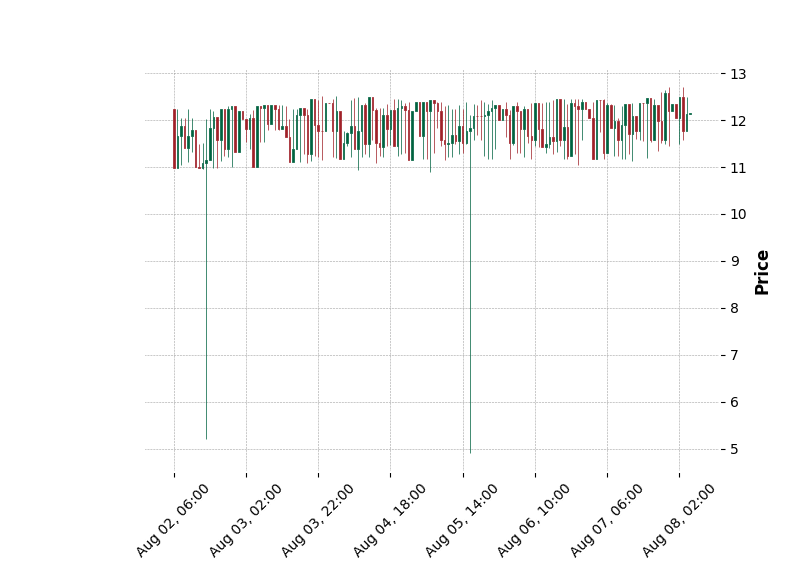 13
12
11
10
9
8
7
6
5
Price
Aug 02, 06:00
Aug 03, 02:00
Aug 03, 22:00
Aug 04, 18:00
Aug 05, 14:00
Aug 06, 10:00
Aug 07, 06:00
Aug 08, 02:00